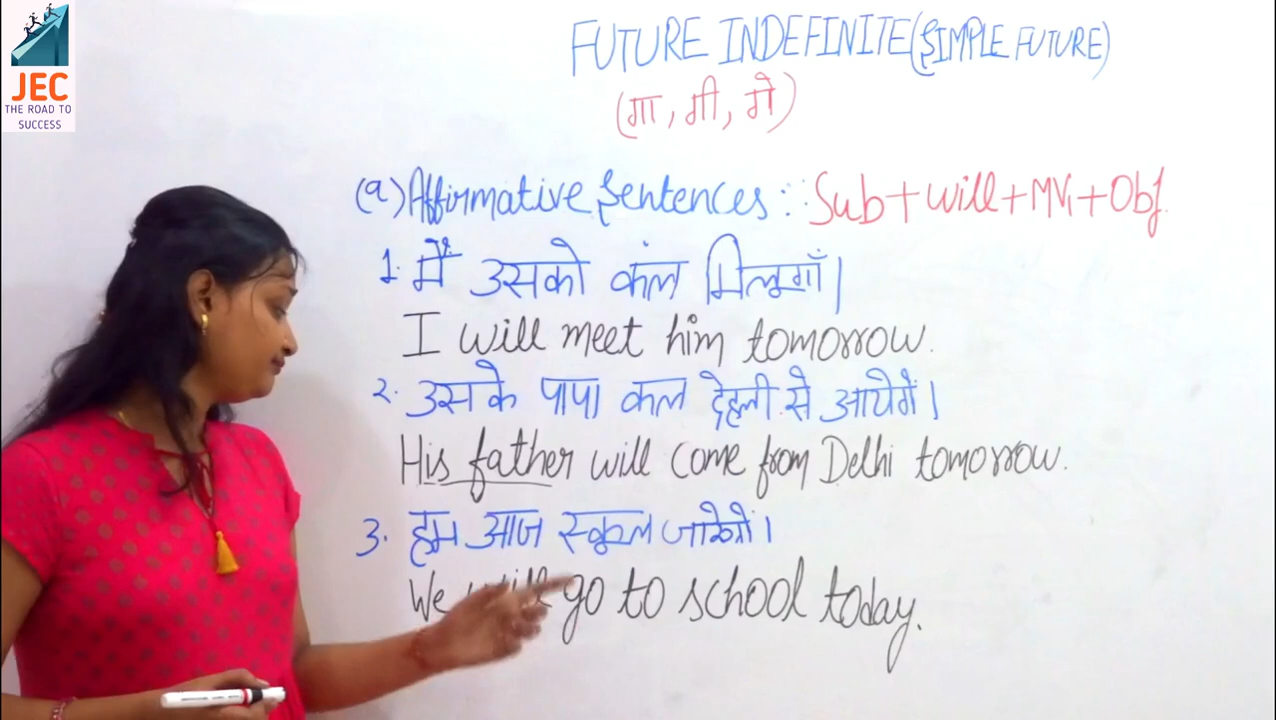 JEC
THE ROAD TO
SUCCESS
FUTURE INDEFINITE (SIMPLE FUTURE)
(गा, गी, गे)
(a) Affirmative Sentences :: Sub + will + MV₁ + Obj.
1. मैं उसको कल मिलूगाँ।
I will meet him tomorrow.
2. उसके पापा कल देहली से आयेगें।
His father will come from Delhi tomorrow.
3. हम आज स्कूल
We will go to school today.